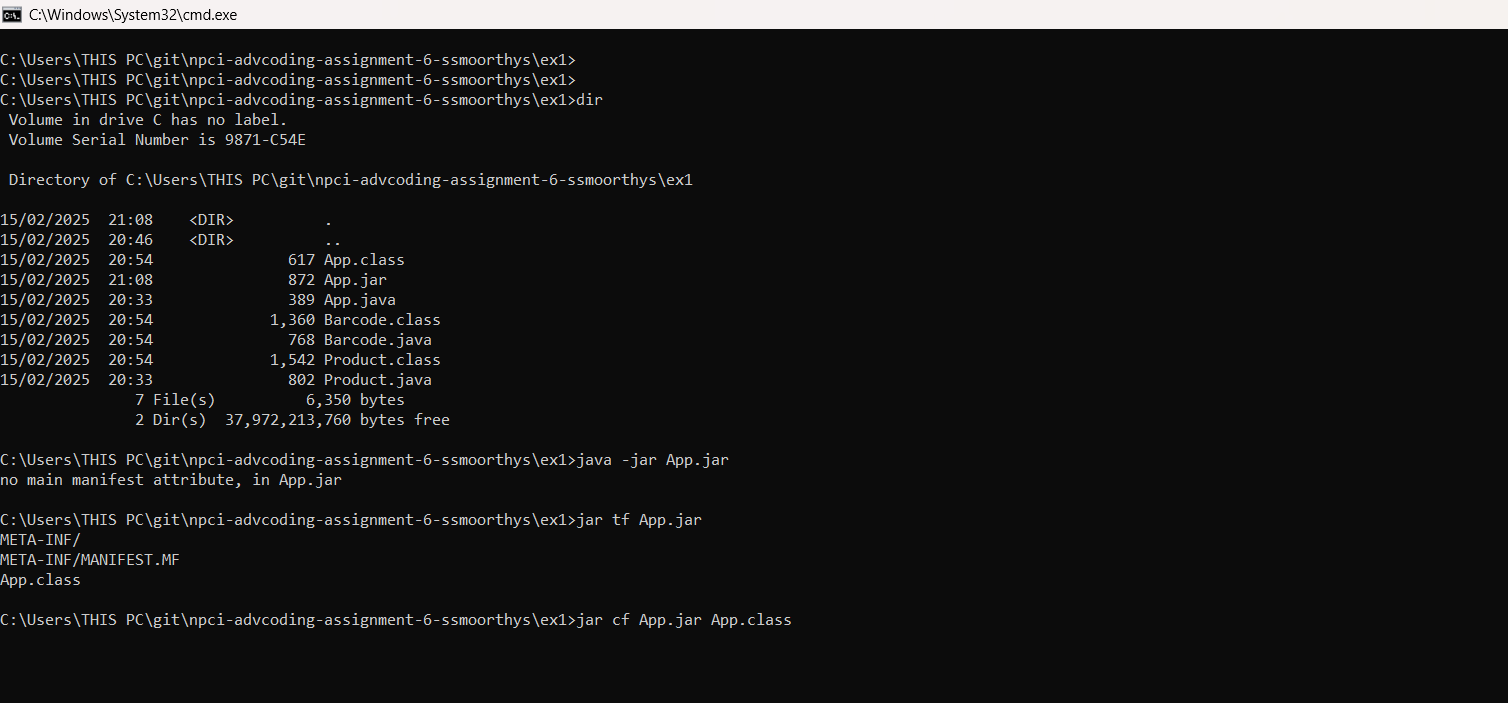 C:\Windows\System32\cmd.exe
C:\Users\THIS PC\git\npci-advcoding-assignment-6-ssmoorthys\ex1>
C:\Users\THIS PC\git\npci-advcoding-assignment-6-ssmoorthys\ex1>
C:\Users\THIS PC\git\npci-advcoding-assignment-6-ssmoorthys\ex1>dir
 Volume in drive C has no label.
 Volume Serial Number is 9871-C54E

 Directory of C:\Users\THIS PC\git\npci-advcoding-assignment-6-ssmoorthys\ex1

15/02/2025  21:08    <DIR>          .
15/02/2025  20:46    <DIR>          ..
15/02/2025  20:54               617 App.class
15/02/2025  21:08               872 App.jar
15/02/2025  20:33               389 App.java
15/02/2025  20:54             1,360 Barcode.class
15/02/2025  20:54               768 Barcode.java
15/02/2025  20:54             1,542 Product.class
15/02/2025  20:33               802 Product.java
               7 File(s)          6,350 bytes
               2 Dir(s)  37,972,213,760 bytes free

C:\Users\THIS PC\git\npci-advcoding-assignment-6-ssmoorthys\ex1>java -jar App.jar
no main manifest attribute, in App.jar

C:\Users\THIS PC\git\npci-advcoding-assignment-6-ssmoorthys\ex1>jar tf App.jar
META-INF/
META-INF/MANIFEST.MF
App.class

C:\Users\THIS PC\git\npci-advcoding-assignment-6-ssmoorthys\ex1>jar cf App.jar App.class